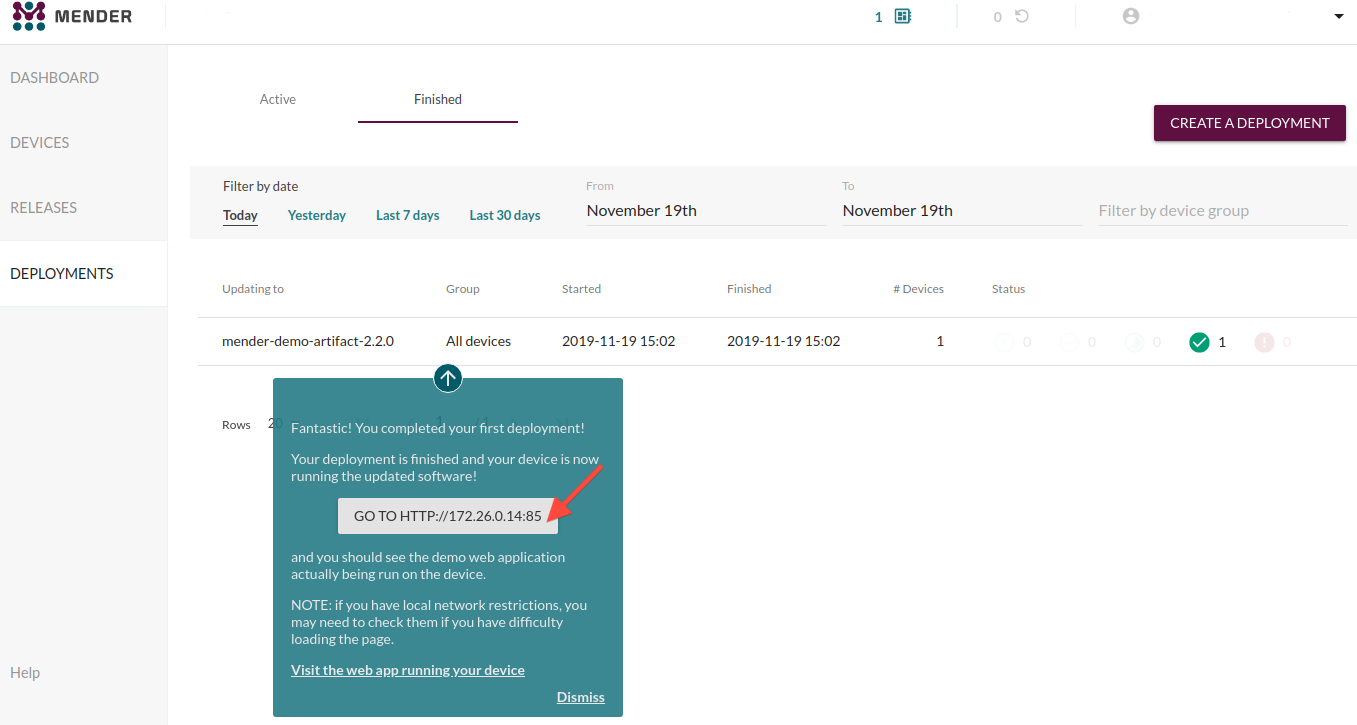 MENDER
1
0
DASHBOARD
DEVICES
RELEASES
DEPLOYMENTS
Help
Active
Finished
CREATE A DEPLOYMENT
Filter by date
Today
Yesterday
Last 7 days
Last 30 days
From
November 19th
To
November 19th
Filter by device group
Updating to
Group
Started
Finished
# Devices
Status
mender-demo-artifact-2.2.0
All devices
2019-11-19 15:02
2019-11-19 15:02
1
0
0
0
1
0
Rows
20
Fantastic! You completed your first deployment!
Your deployment is finished and your device is now
running the updated software!
GO TO HTTP://172.26.0.14:85
and you should see the demo web application
actually being run on the device.
NOTE: if you have local network restrictions, you
may need to check them if you have difficulty
loading the page.
Visit the web app running your device
Dismiss